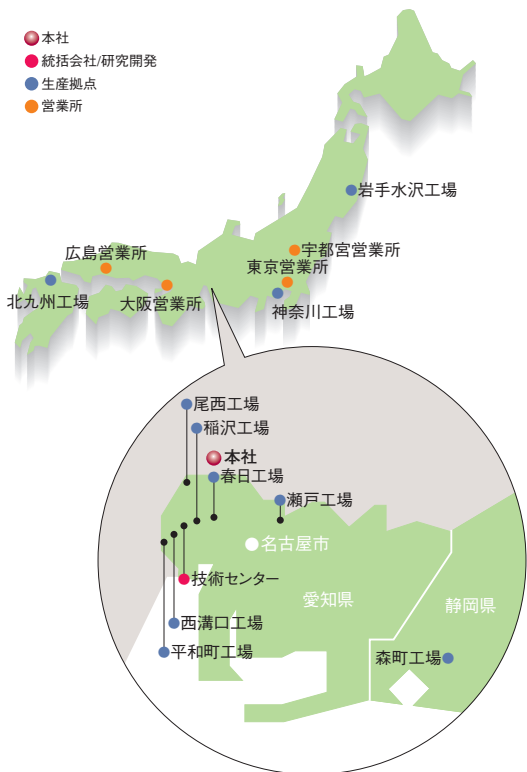 本社
統括会社/研究開発
生産拠点
営業所
岩手水沢工場
宇都宮営業所
広島営業所
東京営業所
北九州工場
大阪営業所
神奈川工場
尾西工場
稲沢工場
本社
春日工場
瀬戸工場
名古屋市
技術センター
愛知県
静岡県
西溝口工場
平和町工場
森町工場